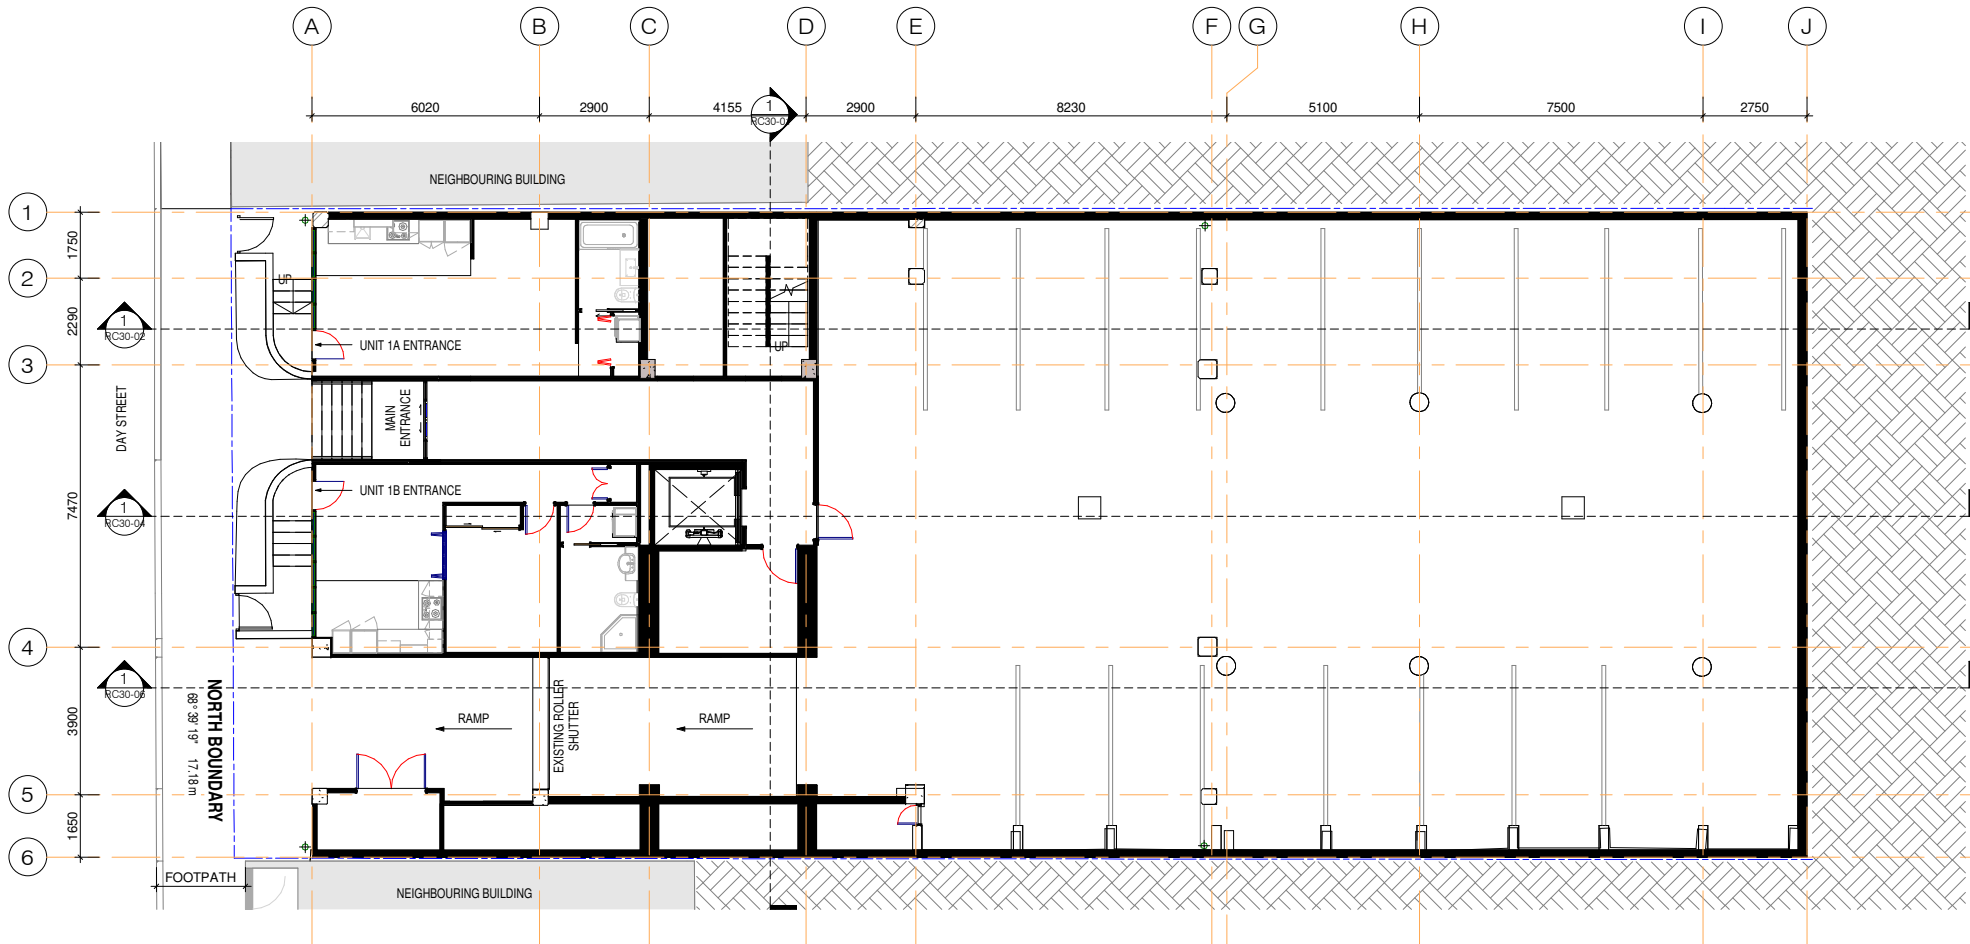 A B C D E F G H I J
6020 2900 4155 2900 8230 5100 7500 2750
1
NEIGHBOURING BUILDING
1
1750
2
UP
2290
1
RC30-02
UNIT 1A ENTRANCE
UP
3
DAY STREET
MAIN
ENTRANCE
UNIT 1B ENTRANCE
7470
1
RC30-04
4
1
RC30-06
NORTH BOUNDARY
68° 39' 19" 17.18m
3900
RAMP
EXISTING ROLLER
SHUTTER
RAMP
5
1650
6
FOOTPATH
NEIGHBOURING BUILDING